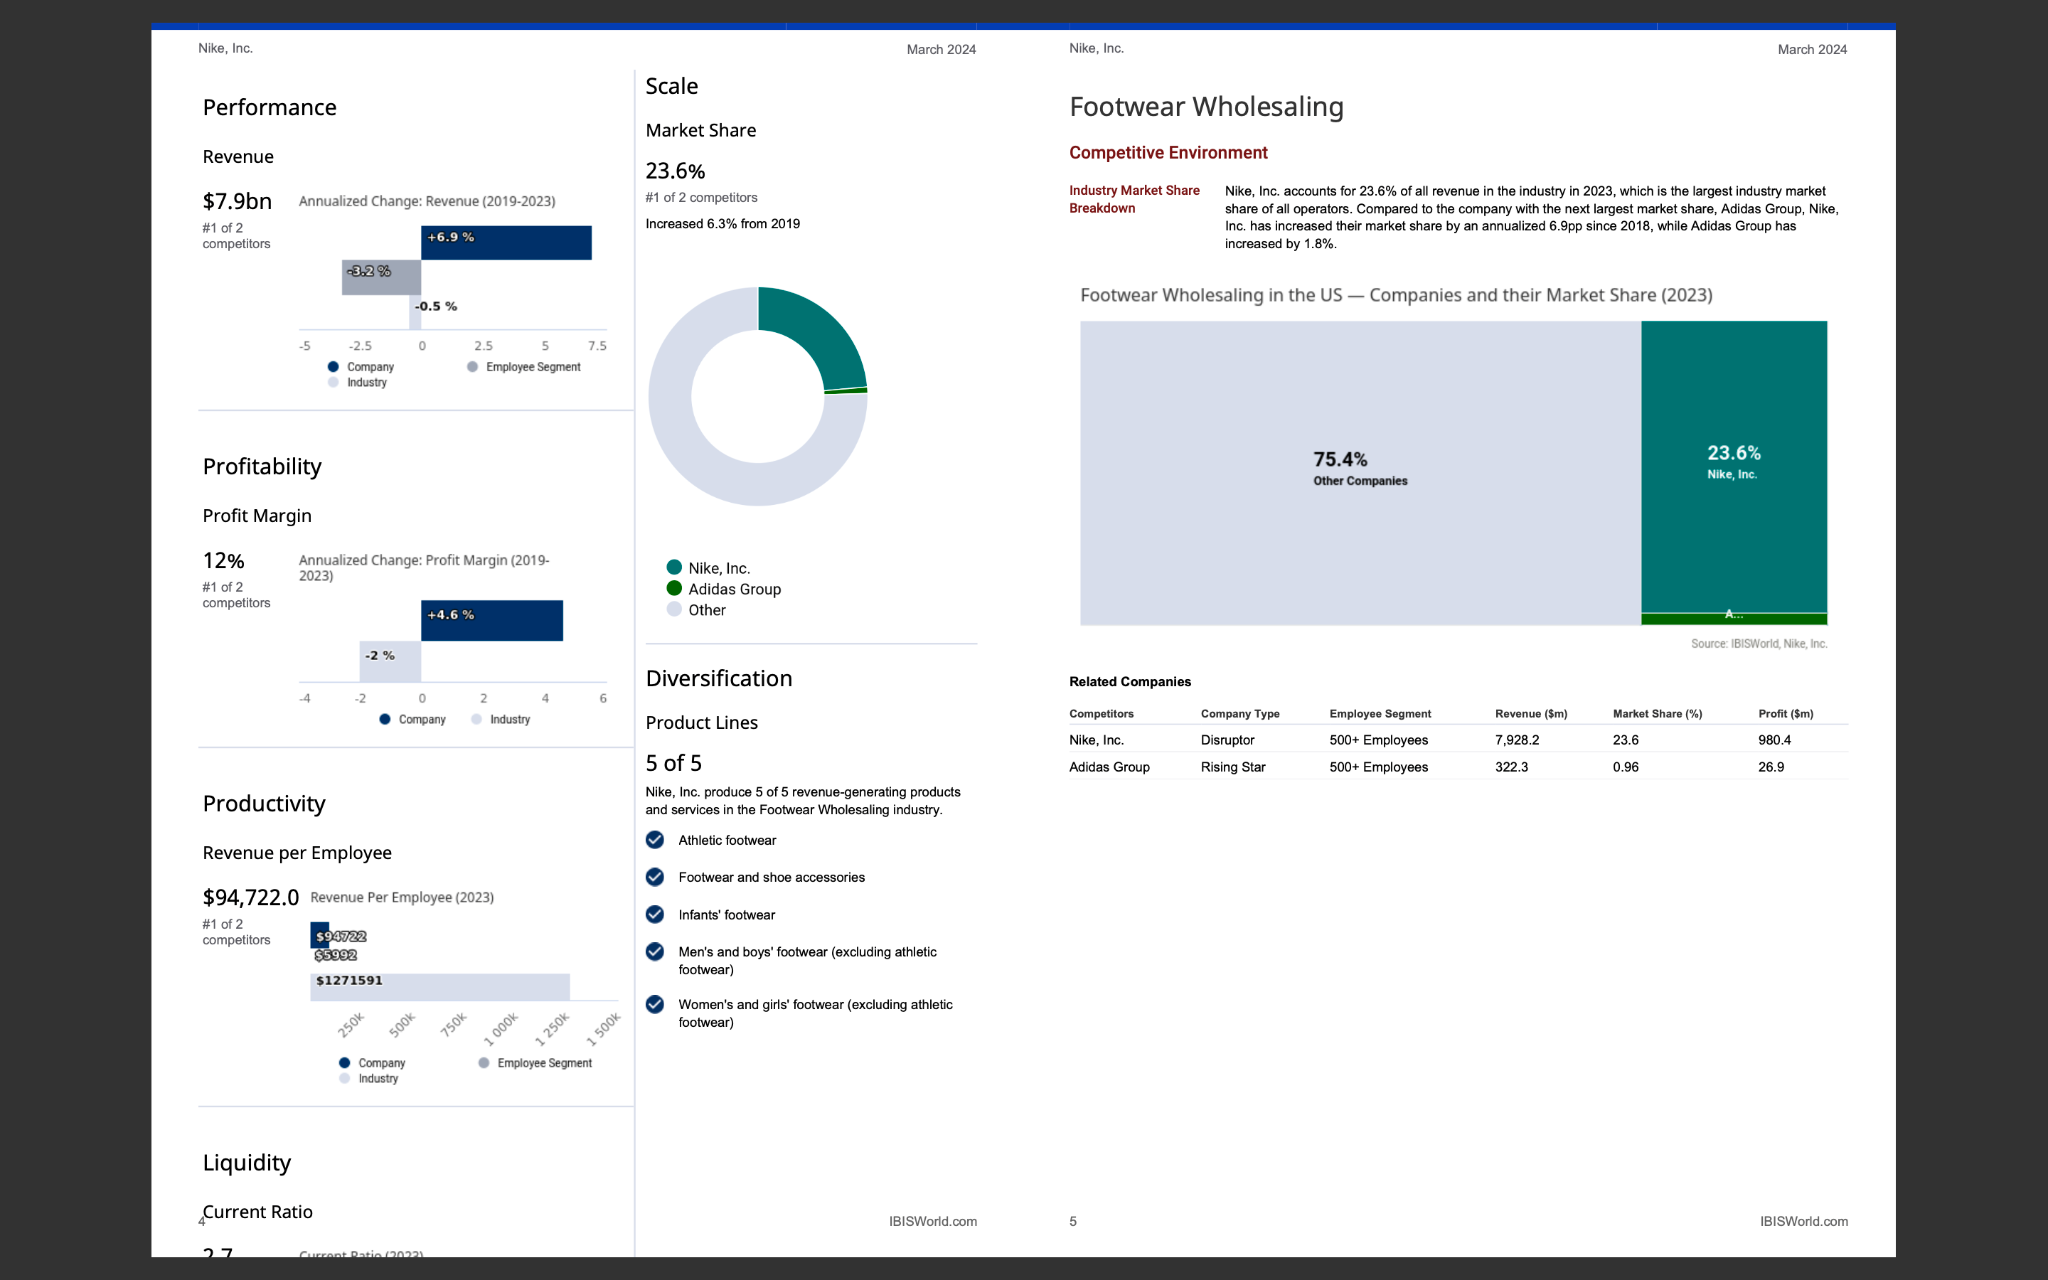 Nike, Inc.
March 2024
Performance
Revenue
$7.9bn
#1 of 2
competitors
Annualized Change: Revenue (2019-2023)
+6.9 %
-3.2 %
-0.5 %
-5 -2.5 0 2.5 5 7.5
Company
Employee Segment
Industry
Profitability
Profit Margin
12%
#1 of 2
competitors
Annualized Change: Profit Margin (2019-
2023)
+4.6 %
-2 %
-4 -2 0 2 4 6
Company
Industry
Productivity
Revenue per Employee
$94,722.0
#1 of 2
competitors
Revenue Per Employee (2023)
$94722
$5992
$1271591
250k 500k 750k 1 000k 1 250k 1 500k
Company
Employee Segment
Industry
Liquidity
Current Ratio
2.7
Current Ratio (2023)
4
Scale
Market Share
23.6%
#1 of 2 competitors
Increased 6.3% from 2019
Nike, Inc.
Adidas Group
Other
Diversification
Product Lines
5 of 5
Nike, Inc. produce 5 of 5 revenue-generating products
and services in the Footwear Wholesaling industry.
Athletic footwear
Footwear and shoe accessories
Infants' footwear
Men's and boys' footwear (excluding athletic
footwear)
Women's and girls' footwear (excluding athletic
footwear)
IBISWorld.com
Nike, Inc.
March 2024
Footwear Wholesaling
Competitive Environment
Industry Market Share
Breakdown
Nike, Inc. accounts for 23.6% of all revenue in the industry in 2023, which is the largest industry market
share of all operators. Compared to the company with the next largest market share, Adidas Group, Nike,
Inc. has increased their market share by an annualized 6.9pp since 2018, while Adidas Group has
increased by 1.8%.
Footwear Wholesaling in the US — Companies and their Market Share (2023)
75.4%
Other Companies
23.6%
Nike, Inc.
A...
Source: IBISWorld, Nike, Inc.
Related Companies
Competitors Company Type Employee Segment Revenue ($m) Market Share (%) Profit ($m)
Nike, Inc. Disruptor 500+ Employees 7,928.2 23.6 980.4
Adidas Group Rising Star 500+ Employees 322.3 0.96 26.9
5
IBISWorld.com